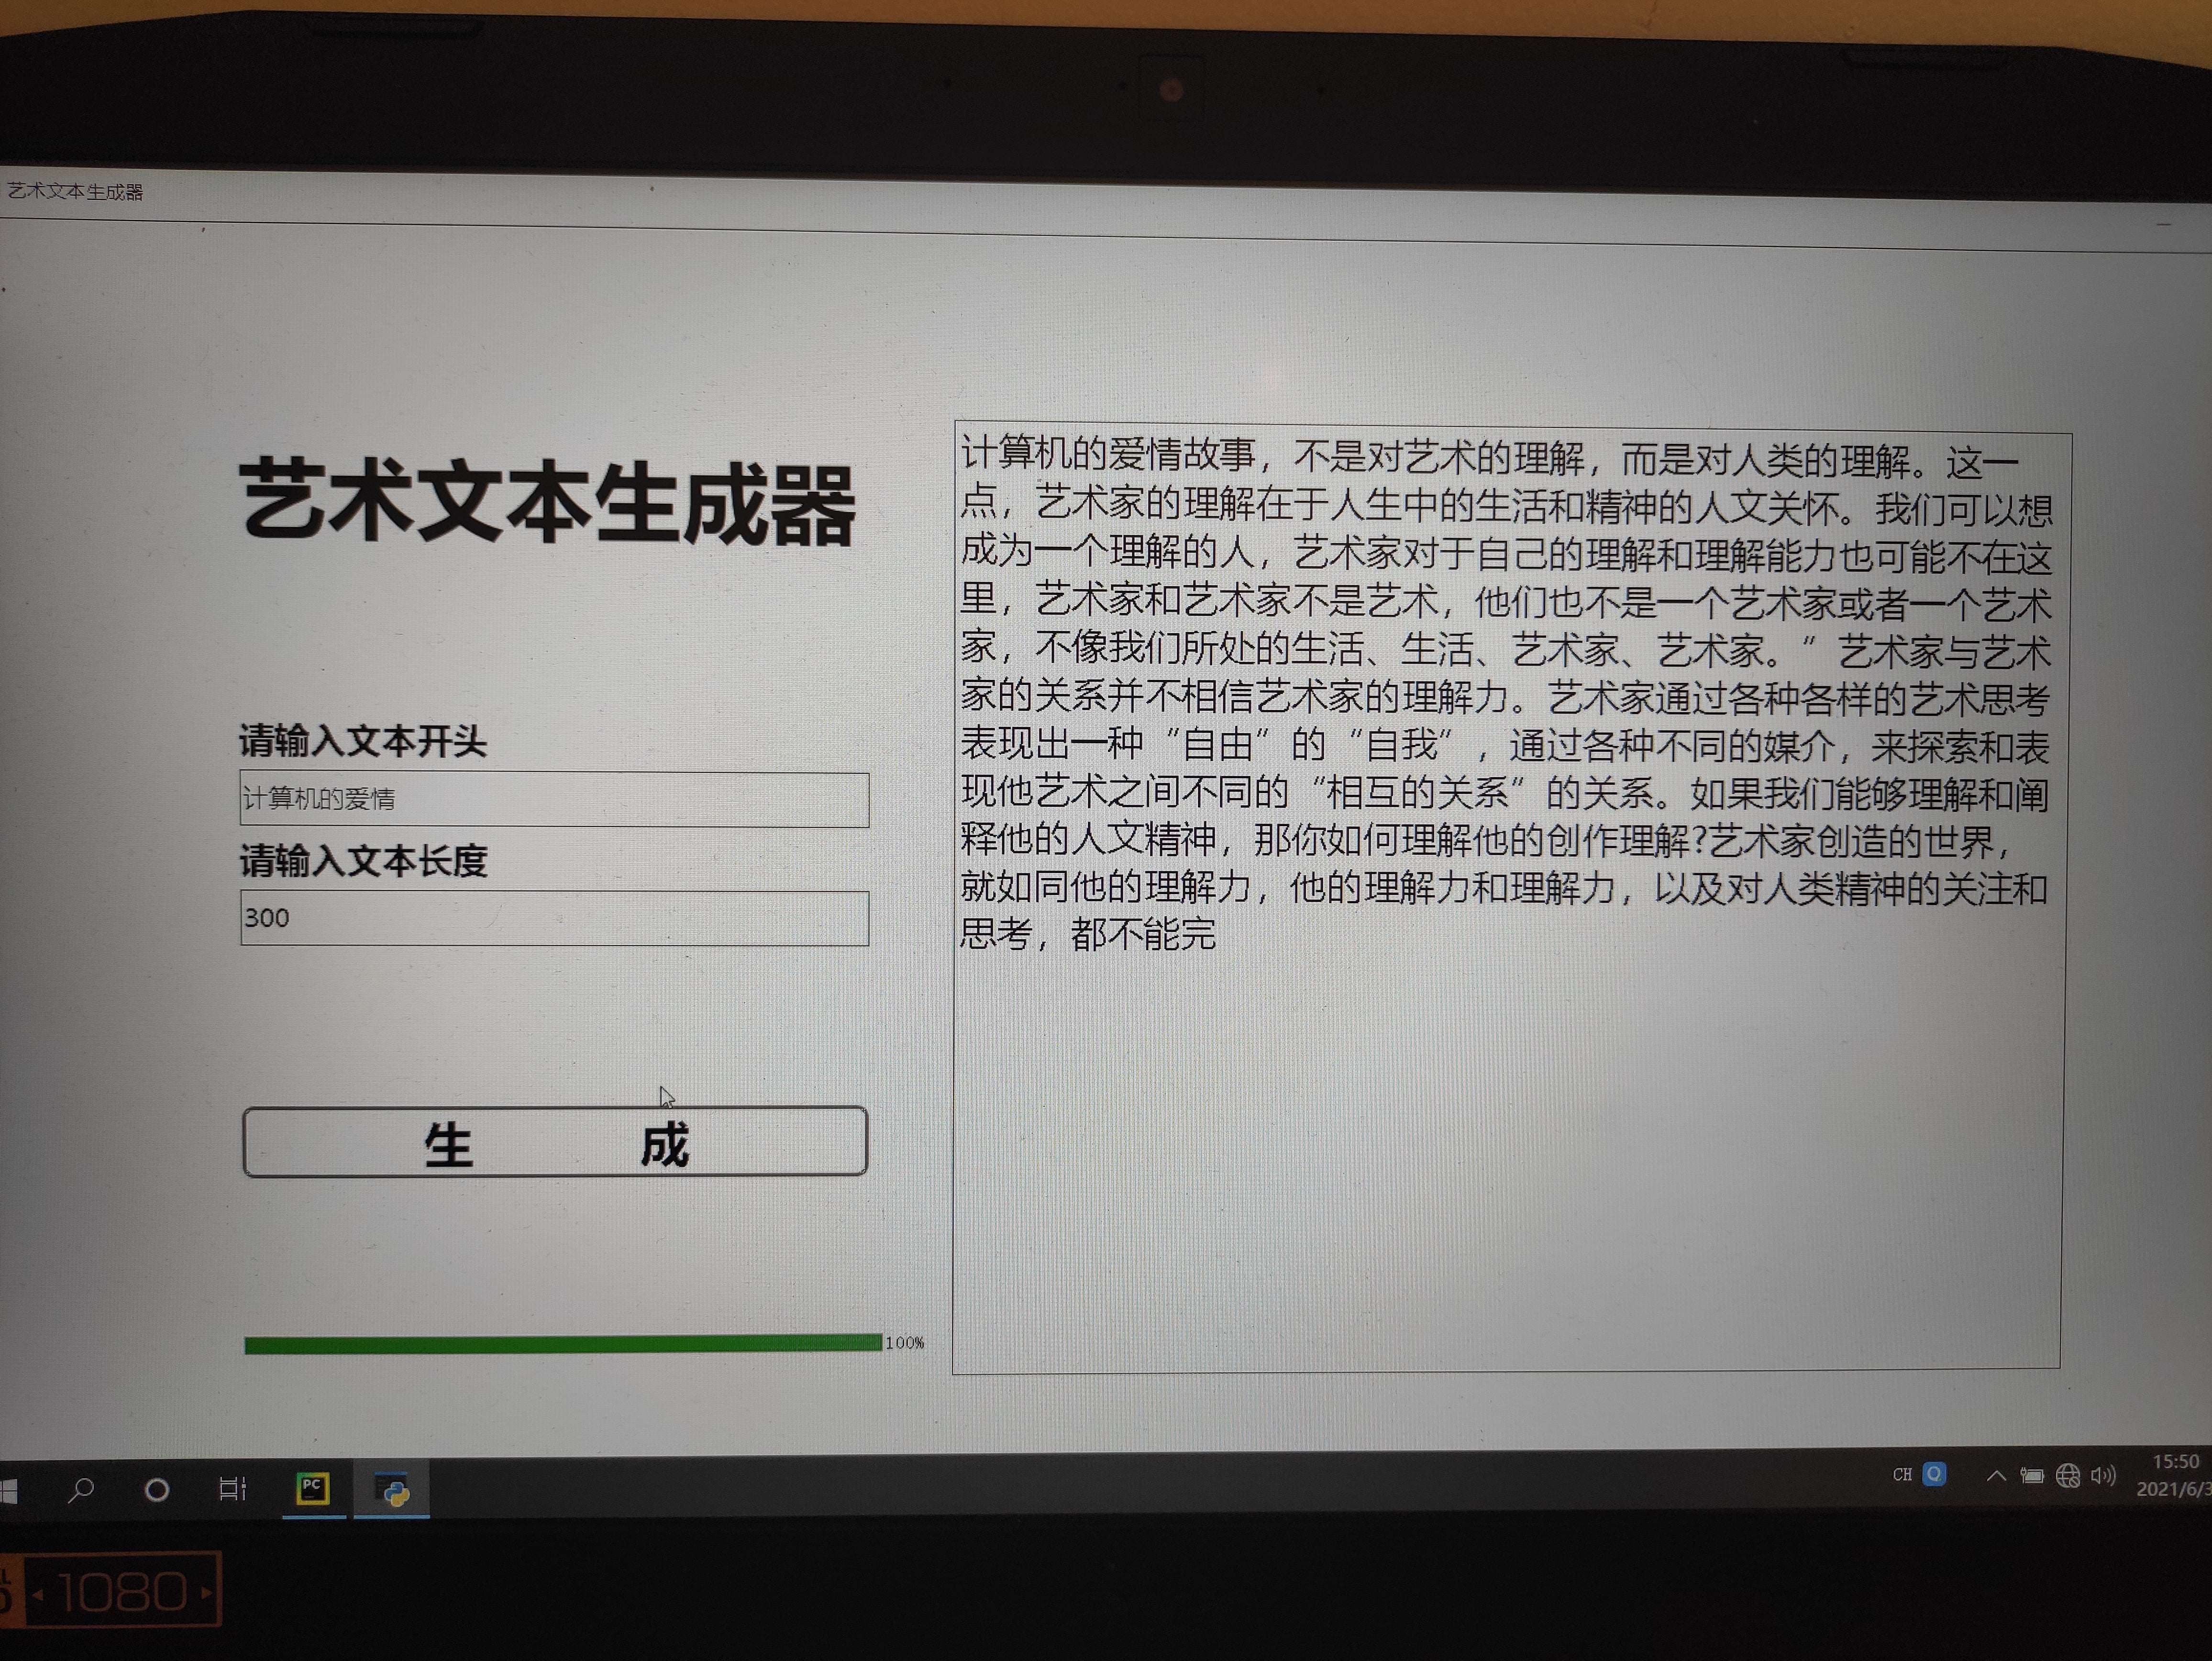 艺术文本生成器
艺术文本生成器
请输入文本开头
计算机的爱情
请输入文本长度
300
生 成
100%
计算机的爱情故事，不是对艺术的理解，而是对人类的理解。这一
点，艺术家的理解在于人生中的生活和精神的人文关怀。我们可以想
成为一个理解的人，艺术家对于自己的理解和理解能力也可能不在这
里，艺术家和艺术家不是艺术，他们也不是一个艺术家或者一个艺术
家，不像我们所处的生活、生活、艺术家、艺术家。”艺术家与艺术
家的关系并不相信艺术家的理解力。艺术家通过各种各样的艺术思考
表现出一种“自由”的“自我”，通过各种不同的媒介，来探索和表
现他艺术之间不同的“相互的关系”的关系。如果我们能够理解和阐
释他的人文精神，那你如何理解他的创作理解?艺术家创造的世界，
就如同他的理解力，他的理解力和理解力，以及对人类精神的关注和
思考，都不能完
PC
CH
15:50
2021/6/3
1080